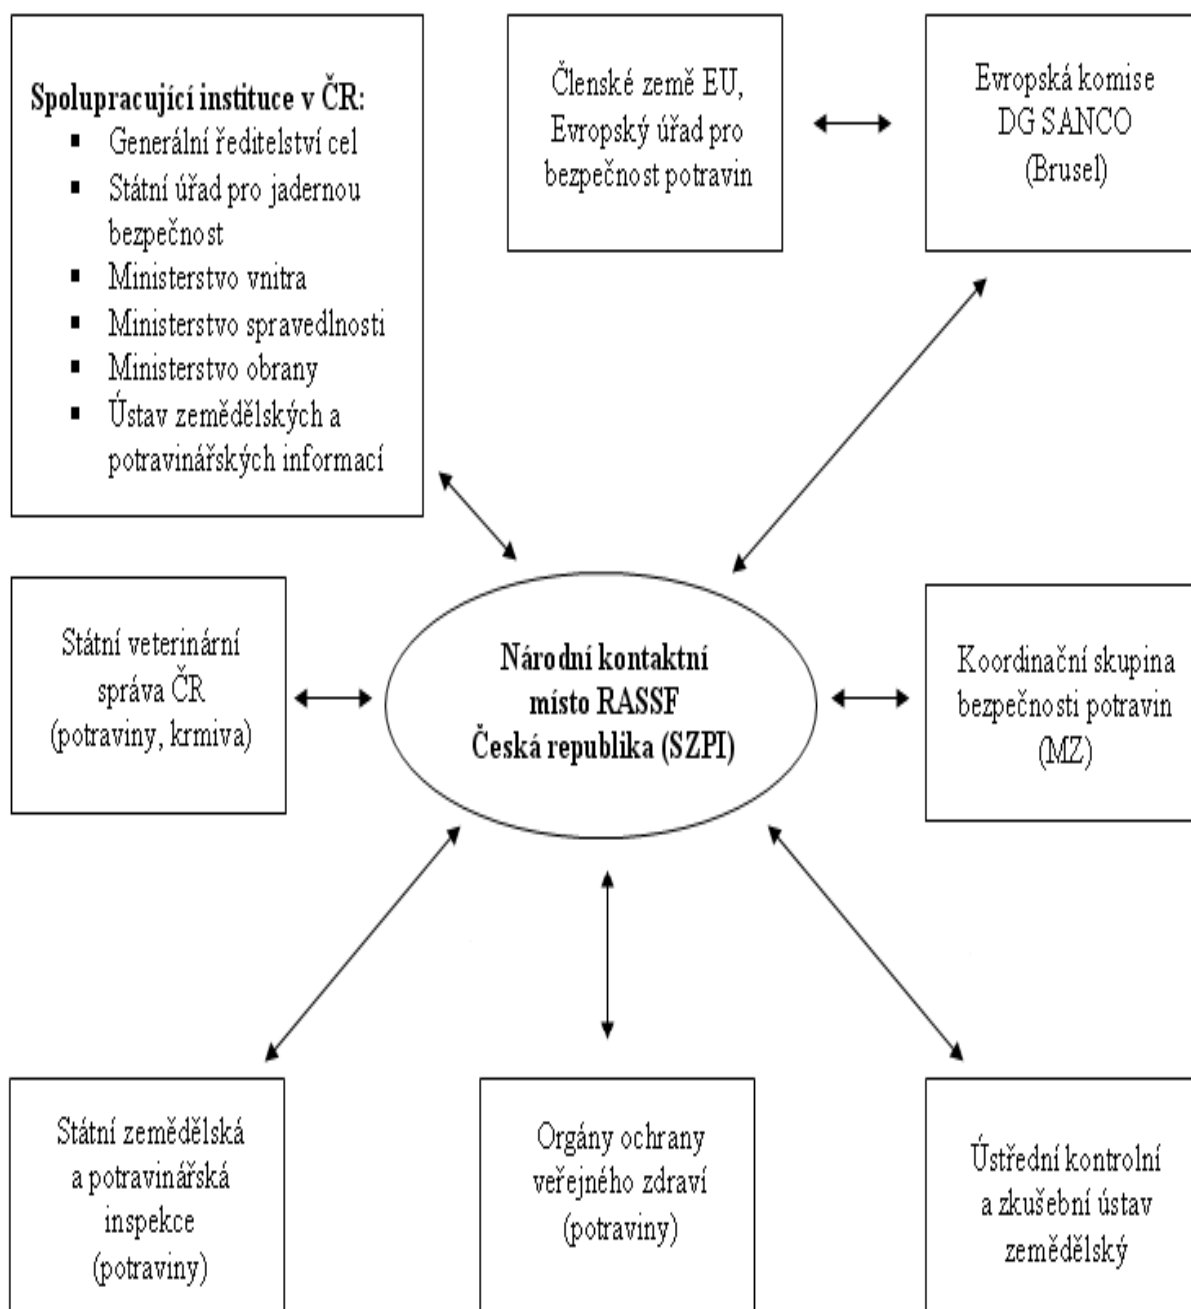 Spolupracující instituce v ČR:
▪ Generální ředitelství cel
▪ Státní úřad pro jadernou
bezpečnost
▪ Ministerstvo vnitra
▪ Ministerstvo spravedlnosti
▪ Ministerstvo obrany
▪ Ústav zemědělských a
potravinářských informací
Členské země EU,
Evropský úřad pro
bezpečnost potravin
Evropská komise
DG SANCO
(Brusel)
Státní veterinární
správa ČR
(potraviny, krmiva)
Národní kontaktní
místo RASSF
Česká republika (SZPI)
Koordinační skupina
bezpečnosti potravin
(MZ)
Státní zemědělská
a potravinářská
inspekce
(potraviny)
Orgány ochrany
veřejného zdraví
(potraviny)
Ústřední kontrolní
a zkušební ústav
zemědělský